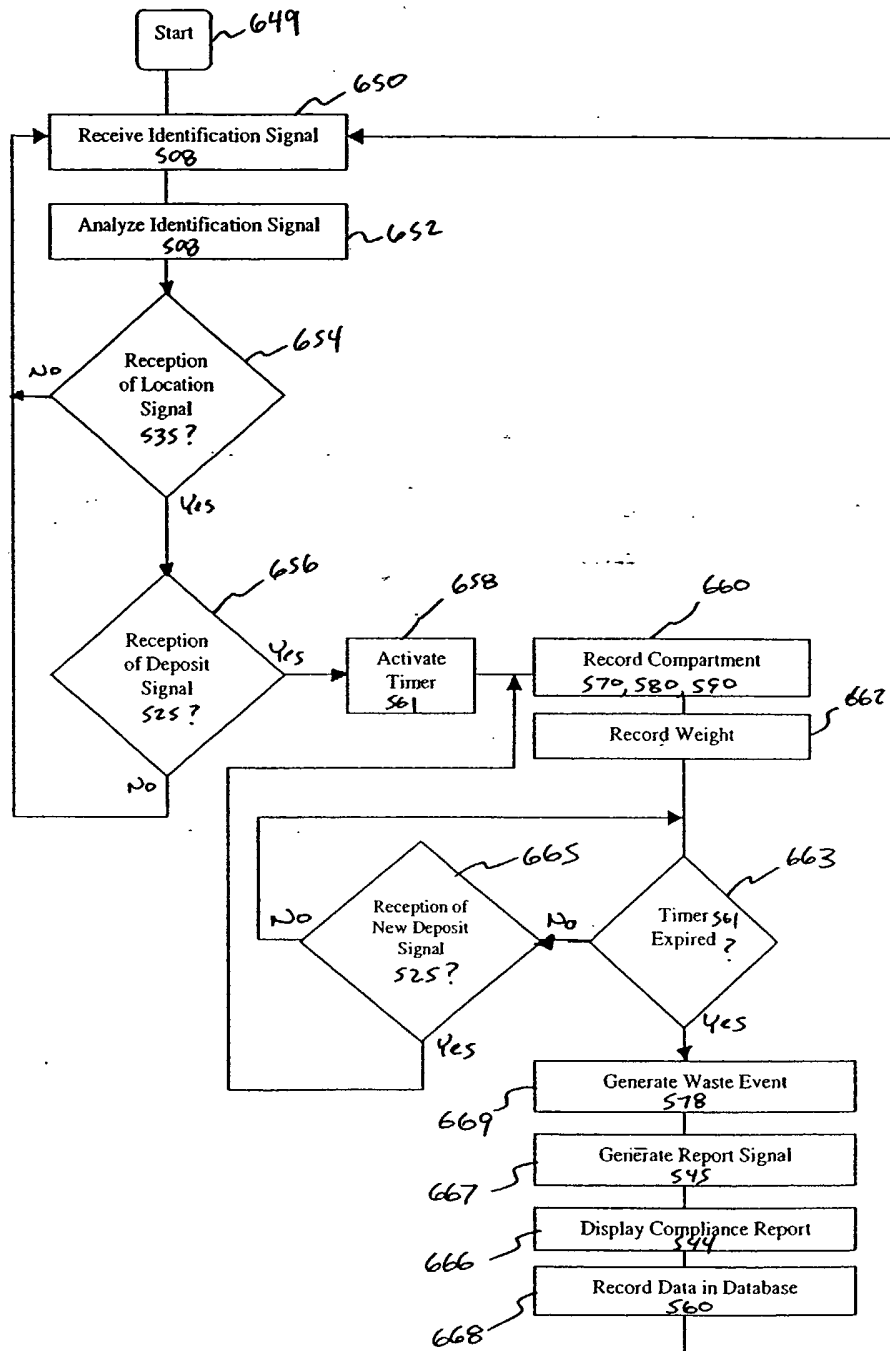 Start
649
650
Receive Identification Signal
508
Analyze Identification Signal
508
652
654
Reception
of Location
Signal
535?
No
Yes
656
Reception
of Deposit
Signal
525?
Yes
No
658
Activate
Timer
561
660
Record Compartment
570, 580, 590
662
Record Weight
663
Timer 561
Expired
?
No
Yes
665
Reception of
New Deposit
Signal
525?
No
Yes
Generate Waste Event
578
669
Generate Report Signal
545
667
Display Compliance Report
544
666
Record Data in Database
560
668